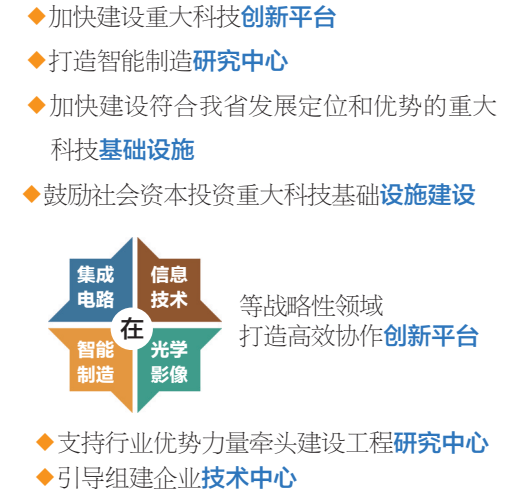 ◆加快建设重大科技创新平台
◆打造智能制造研究中心
◆加快建设符合我省发展定位和优势的重大
科技基础设施
◆鼓励社会资本投资重大科技基础设施建设
集成
电路
信息
技术
在
智能
制造
光学
影像
等战略性领域
打造高效协作创新平台
◆支持行业优势力量牵头建设工程研究中心
◆引导组建企业技术中心